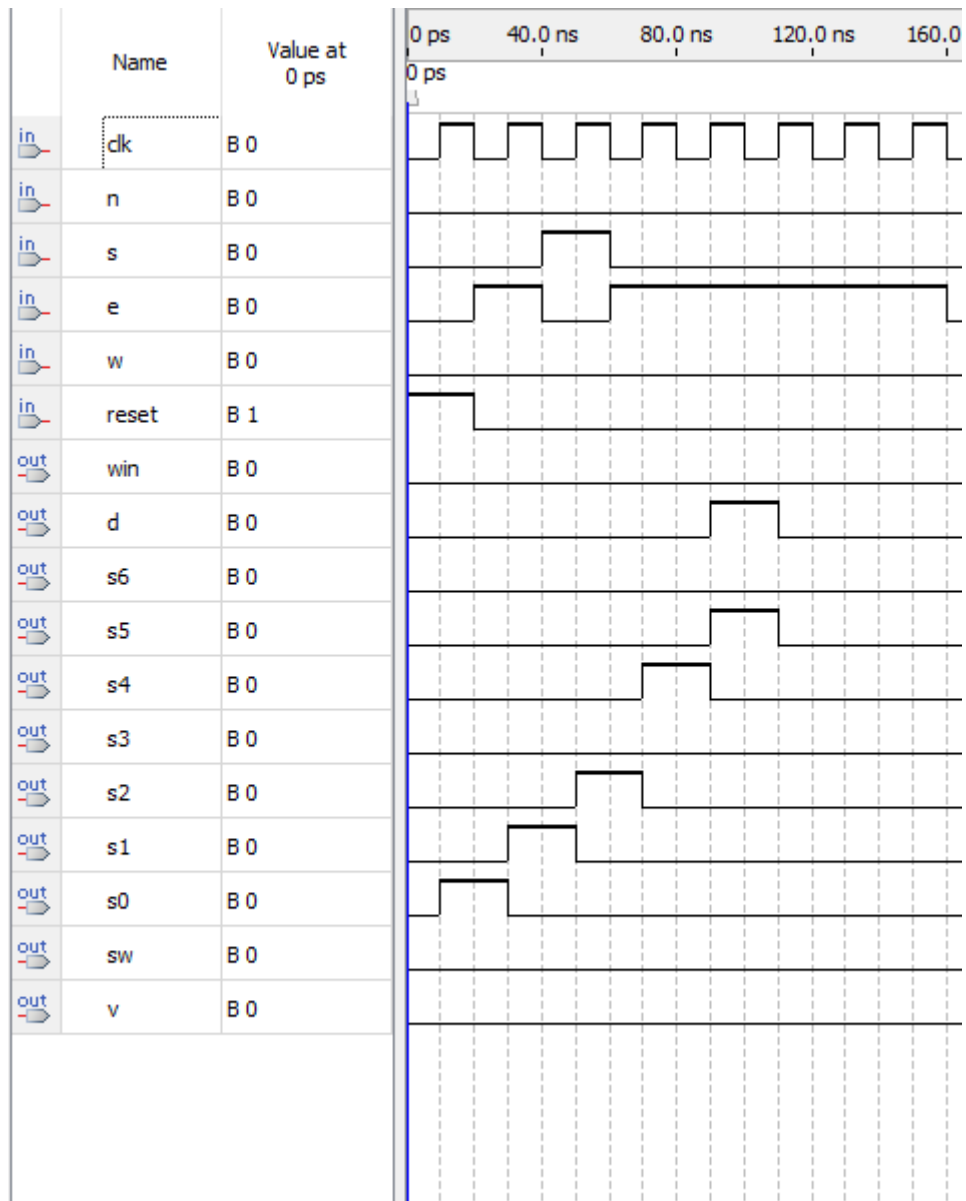 Name Value at 0 ps 0 ps 40.0 ns 80.0 ns 120.0 ns 160.0
0 ps
in clk B 0
in n B 0
in s B 0
in e B 0
in w B 0
in reset B 1
out win B 0
out d B 0
out s6 B 0
out s5 B 0
out s4 B 0
out s3 B 0
out s2 B 0
out s1 B 0
out s0 B 0
out sw B 0
out v B 0